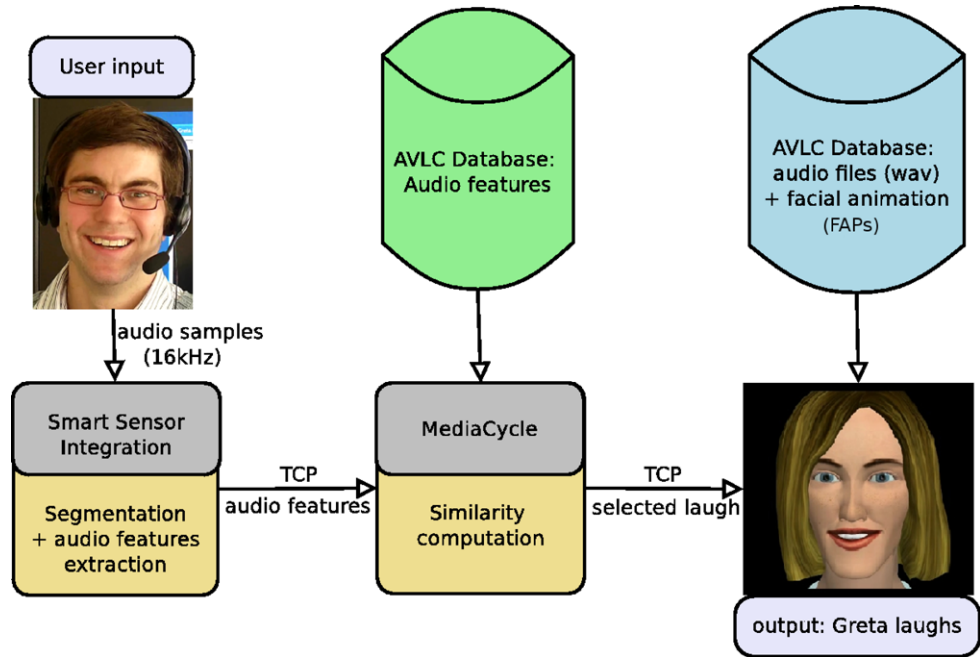 User input
AVLC Database:
Audio features
AVLC Database:
audio files (wav)
+ facial animation
(FAPs)
audio samples
(16kHz)
Smart Sensor
Integration
Segmentation
+ audio features
extraction
TCP
audio features
MediaCycle
Similarity
computation
TCP
selected laugh
output: Greta laughs